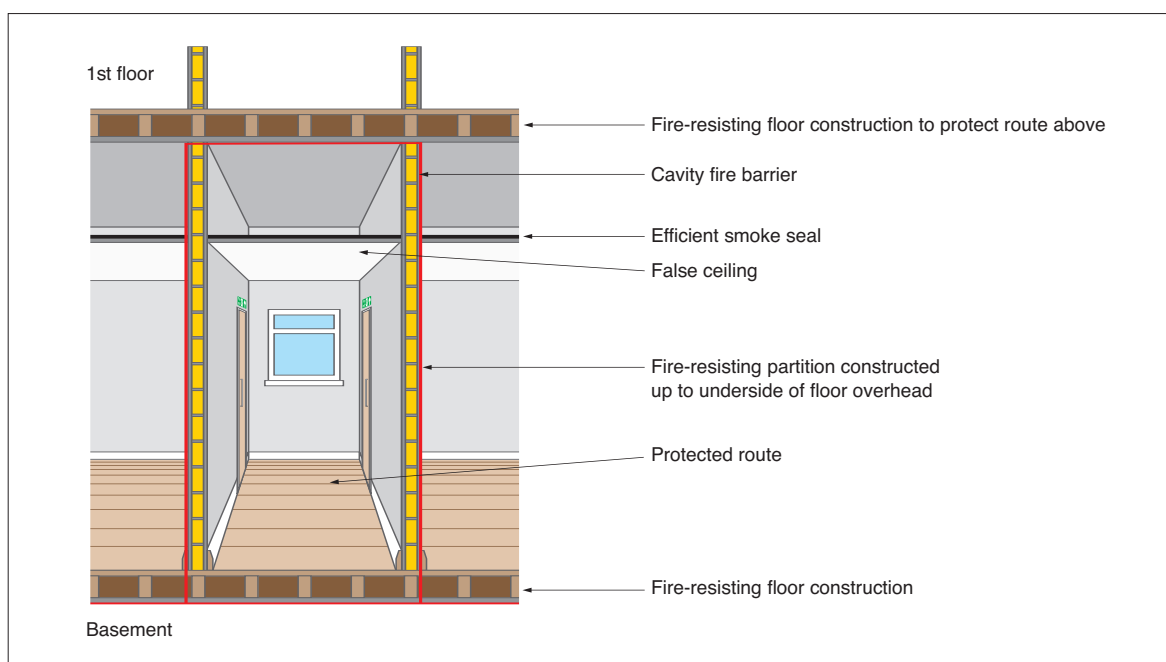 1st floor
Fire-resisting floor construction to protect route above
Cavity fire barrier
Efficient smoke seal
False ceiling
Fire-resisting partition constructed
up to underside of floor overhead
Protected route
Fire-resisting floor construction
Basement